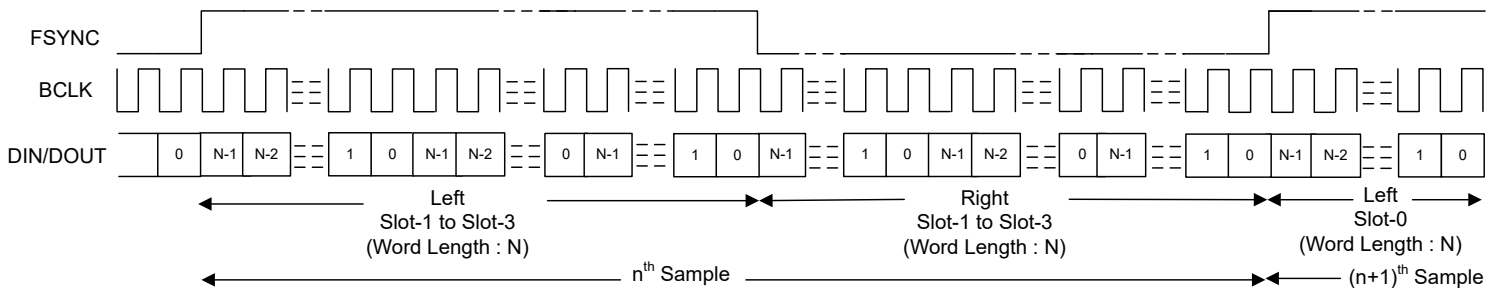 FSYNC
BCLK
DIN/DOUT
0 N-1 N-2 1 0 N-1 N-2 0 N-1 1 0 N-1 1 0 N-1 N-2 0 N-1 1 0 N-1 N-2 1 0
Left
Slot-1 to Slot-3
(Word Length : N)
Right
Slot-1 to Slot-3
(Word Length : N)
Left
Slot-0
(Word Length : N)
nth Sample
(n+1)th Sample